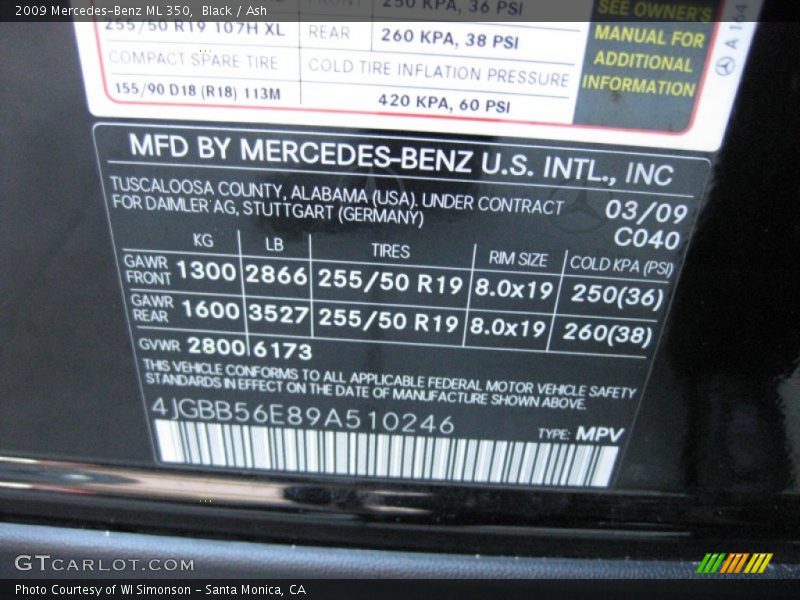 2009 Mercedes-Benz ML 350, Black / Ash
FRONT 250 KPA, 36 PSI
255/50 R19 107H XL REAR 260 KPA, 38 PSI
COMPACT SPARE TIRE COLD TIRE INFLATION PRESSURE
155/90 D18 (R18) 113M 420 KPA, 60 PSI
SEE OWNER'S
MANUAL FOR
ADDITIONAL
INFORMATION
A 164
MFD BY MERCEDES-BENZ U.S. INTL., INC
TUSCALOOSA COUNTY, ALABAMA (USA). UNDER CONTRACT
FOR DAIMLER AG, STUTTGART (GERMANY)
03/09
C040
KG LB TIRES RIM SIZE COLD KPA (PSI)
GAWR FRONT 1300 2866 255/50 R19 8.0x19 250(36)
GAWR REAR 1600 3527 255/50 R19 8.0x19 260(38)
GVWR 2800 6173
THIS VEHICLE CONFORMS TO ALL APPLICABLE FEDERAL MOTOR VEHICLE SAFETY
STANDARDS IN EFFECT ON THE DATE OF MANUFACTURE SHOWN ABOVE.
4JGBB56E89A510246
TYPE: MPV
GTCARLOT.COM
Photo Courtesy of WI Simonson - Santa Monica, CA